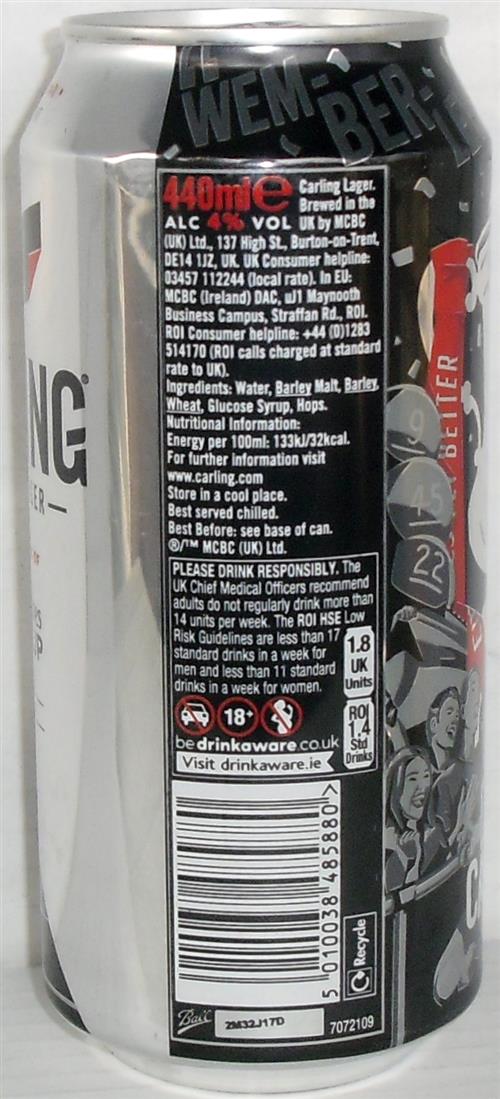 WEM-
BER-
440ml e Carling Lager.
Brewed in the
ALC 4% VOL UK by MCBC
(UK) Ltd., 137 High St., Burton-on-Trent,
DE14 1JZ, UK. UK Consumer helpline:
03457 112244 (local rate). In EU:
MCBC (Ireland) DAC, uJ1 Maynooth
Business Campus, Straffan Rd., ROI.
ROI Consumer helpline: +44 (0)1283
514170 (ROI calls charged at standard
rate to UK).
Ingredients: Water, Barley Malt, Barley,
Wheat, Glucose Syrup, Hops.
Nutritional Information:
Energy per 100ml: 133kJ/32kcal.
For further information visit
www.carling.com
Store in a cool place.
Best served chilled.
Best Before: see base of can.
®/™ MCBC (UK) Ltd.
PLEASE DRINK RESPONSIBLY. The
UK Chief Medical Officers recommend
adults do not regularly drink more than
14 units per week. The ROI HSE Low
Risk Guidelines are less than 17
standard drinks in a week for
men and less than 11 standard
drinks in a week for women.
1.8
UK
Units
ROI
1.4
Std
Drinks
18+
bedrinkaware.co.uk
Visit drinkaware.ie
5 010038 485880 >
Recycle
Ball
2M32J17D
7072109
NG®
ER
9
45
22
BETTER